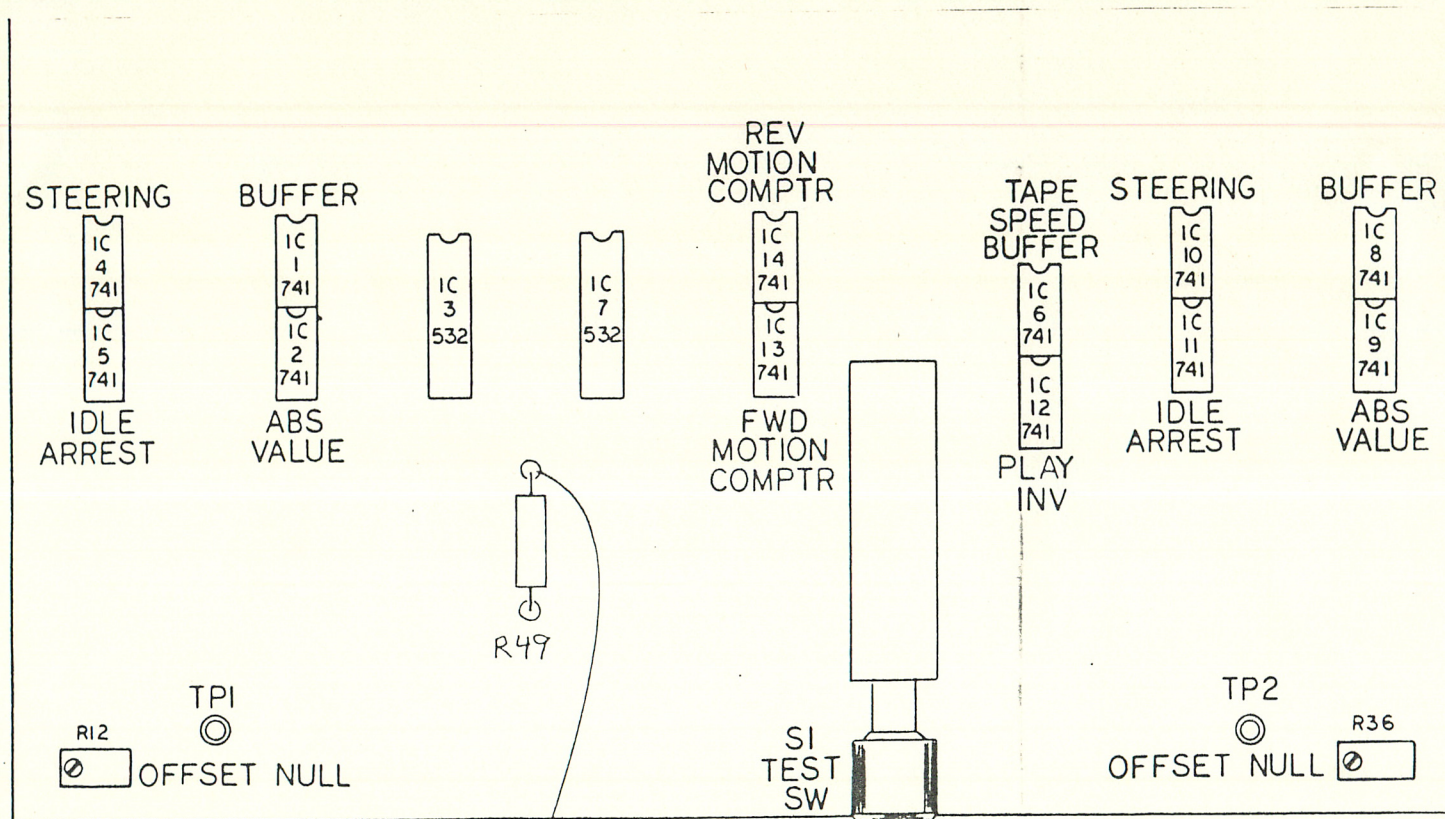 STEERING
IC
4
741
IC
5
741
IDLE
ARREST
BUFFER
IC
1
741
IC
2
741
ABS
VALUE
IC
3
532
IC
7
532
REV
MOTION
COMPTR
IC
14
741
IC
13
741
FWD
MOTION
COMPTR
TAPE
SPEED
BUFFER
IC
6
741
IC
12
741
PLAY
INV
STEERING
IC
10
741
IC
11
741
IDLE
ARREST
BUFFER
IC
8
741
IC
9
741
ABS
VALUE
R49
TP1
R12
OFFSET NULL
S1
TEST
SW
TP2
R36
OFFSET NULL